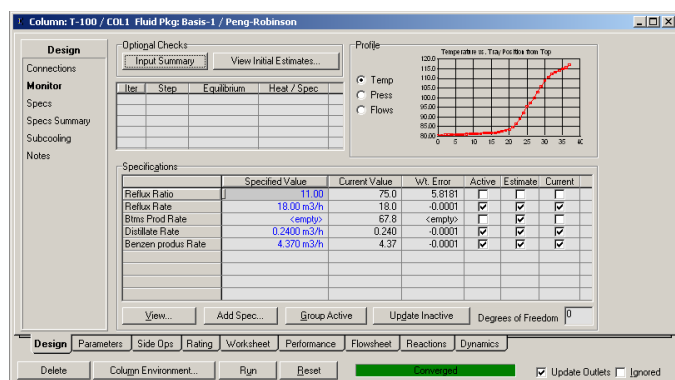 Column: T-100 / COL1 Fluid Pkg: Basis-1 / Peng-Robinson
Design
Connections
Monitor
Specs
Specs Summary
Subcooling
Notes
Optional Checks
Input Summary View Initial Estimates...
Iter Step Equilibrium Heat / Spec
Profile
Temp
Press
Flows
Temperature vs. Tray Position from Top
120.0
115.0
110.0
105.0
100.0
95.00
90.00
85.00
80.00
0 5 10 15 20 25 30 35 40
Specifications
Specified Value Current Value Wt. Error Active Estimate Current
Reflux Ratio 11.00 75.0 5.8181
Reflux Rate 18.00 m3/h 18.0 -0.0001
Btms Prod Rate <empty> 67.8 <empty>
Distillate Rate 0.2400 m3/h 0.240 -0.0001
Benzen produs Rate 4.370 m3/h 4.37 -0.0001
View... Add Spec... Group Active Update Inactive Degrees of Freedom 0
Design Parameters Side Ops Rating Worksheet Performance Flowsheet Reactions Dynamics
Delete Column Environment... Run Reset Converged Update Outlets Ignored